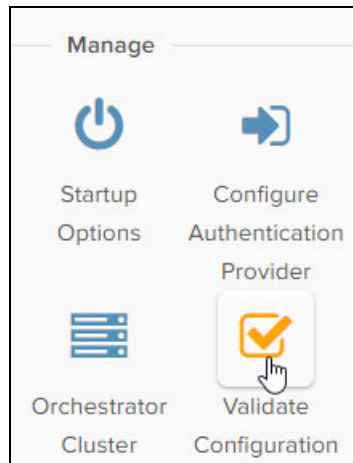 Manage
Startup
Options
Configure
Authentication
Provider
Orchestrator
Cluster
Validate
Configuration